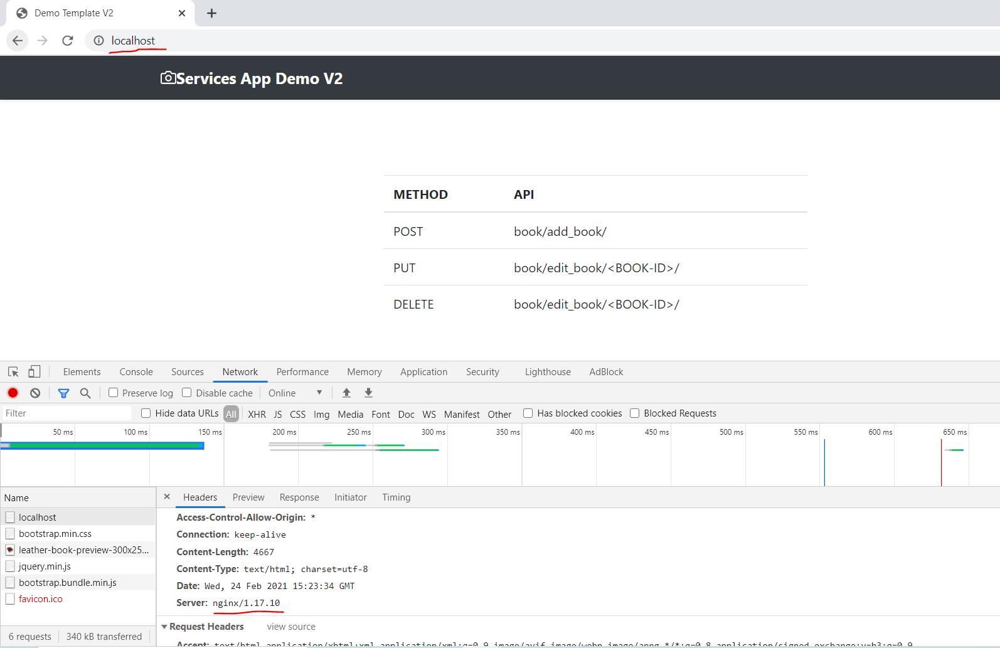 Demo Template V2
localhost
Services App Demo V2
METHOD API
POST book/add_book/
PUT book/edit_book/<BOOK-ID>/
DELETE book/edit_book/<BOOK-ID>/
Elements Console Sources Network Performance Memory Application Security Lighthouse AdBlock
Preserve log Disable cache Online
Filter Hide data URLs All XHR JS CSS Img Media Font Doc WS Manifest Other Has blocked cookies Blocked Requests
50 ms 100 ms 150 ms 200 ms 250 ms 300 ms 350 ms 400 ms 450 ms 500 ms 550 ms 600 ms 650 ms
Name Headers Preview Response Initiator Timing
localhost
bootstrap.min.css
leather-book-preview-300x25...
jquery.min.js
bootstrap.bundle.min.js
favicon.ico
6 requests 340 kB transferred
Access-Control-Allow-Origin: *
Connection: keep-alive
Content-Length: 4667
Content-Type: text/html; charset=utf-8
Date: Wed, 24 Feb 2021 15:23:34 GMT
Server: nginx/1.17.10
Request Headers view source
Accept: text/html,application/xhtml+xml,application/xml;q=0.9,image/avif,image/webp,image/apng,*/*;q=0.8,application/signed-exchange;v=b3;q=0.9